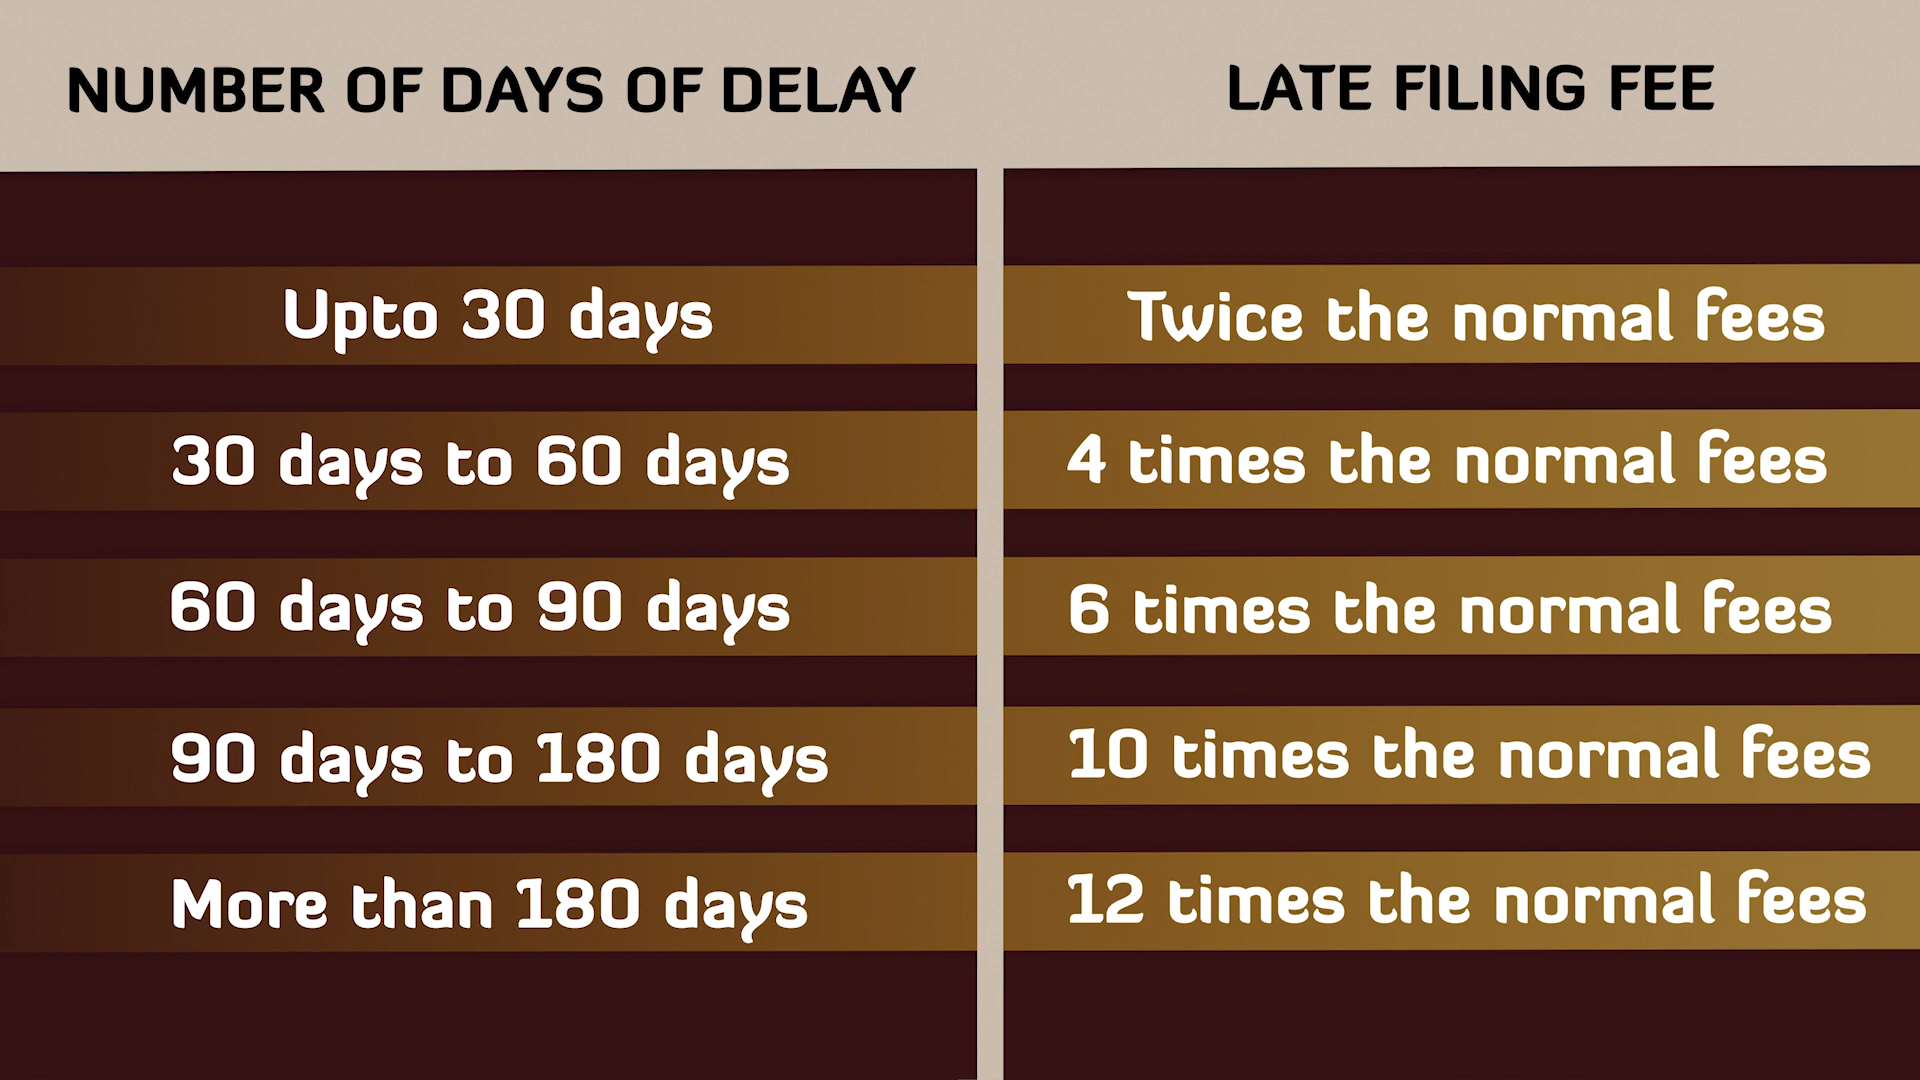 NUMBER OF DAYS OF DELAY
LATE FILING FEE
Upto 30 days
Twice the normal fees
30 days to 60 days
4 times the normal fees
60 days to 90 days
6 times the normal fees
90 days to 180 days
10 times the normal fees
More than 180 days
12 times the normal fees